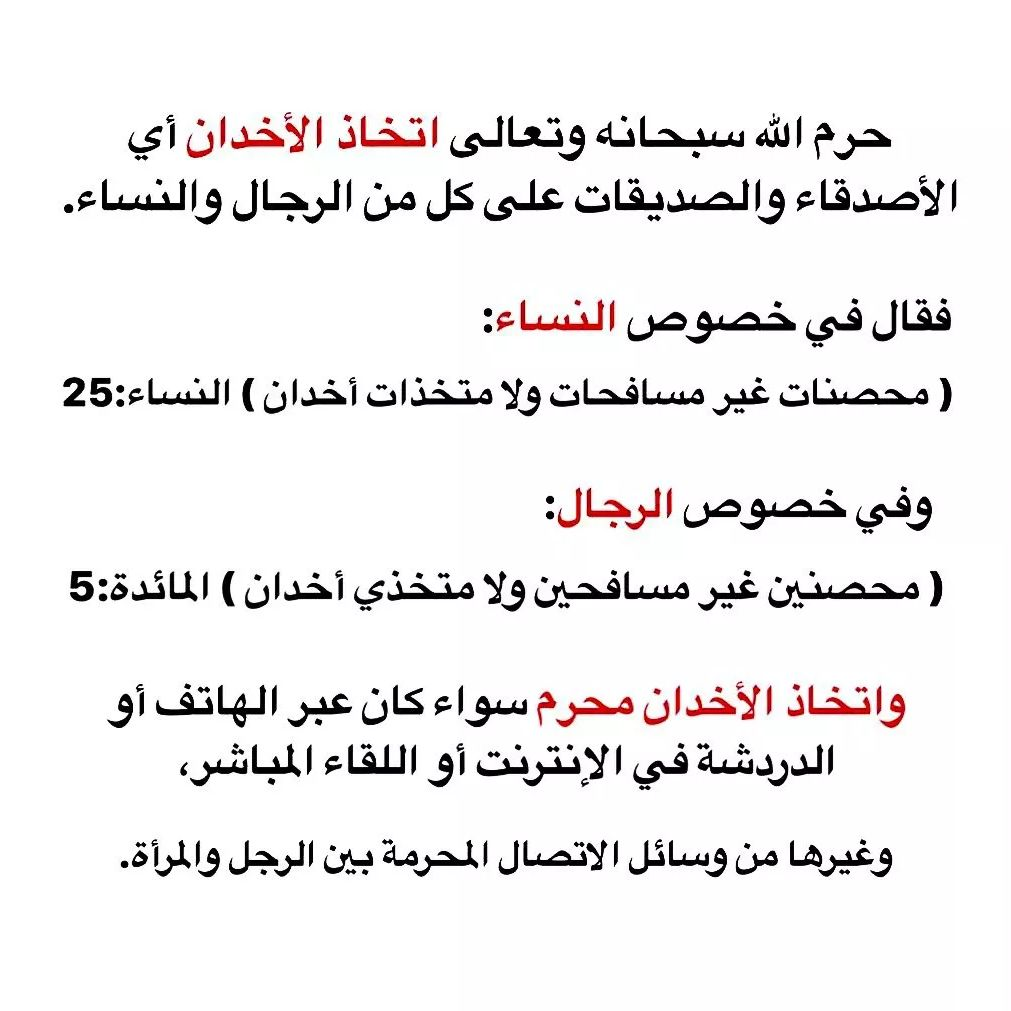 حرم الله سبحانه وتعالى اتخاذ الأخدان أي
الأصدقاء والصديقات على كل من الرجال والنساء.
فقال في خصوص النساء:
( محصنات غير مسافحات ولا متخذات أخدان ) النساء:25
وفي خصوص الرجال:
( محصنين غير مسافحين ولا متخذي أخدان ) المائدة:5
واتخاذ الأخدان محرم سواء كان عبر الهاتف أو
الدردشة في الإنترنت أو اللقاء المباشر،
وغيرها من وسائل الاتصال المحرمة بين الرجل والمرأة.